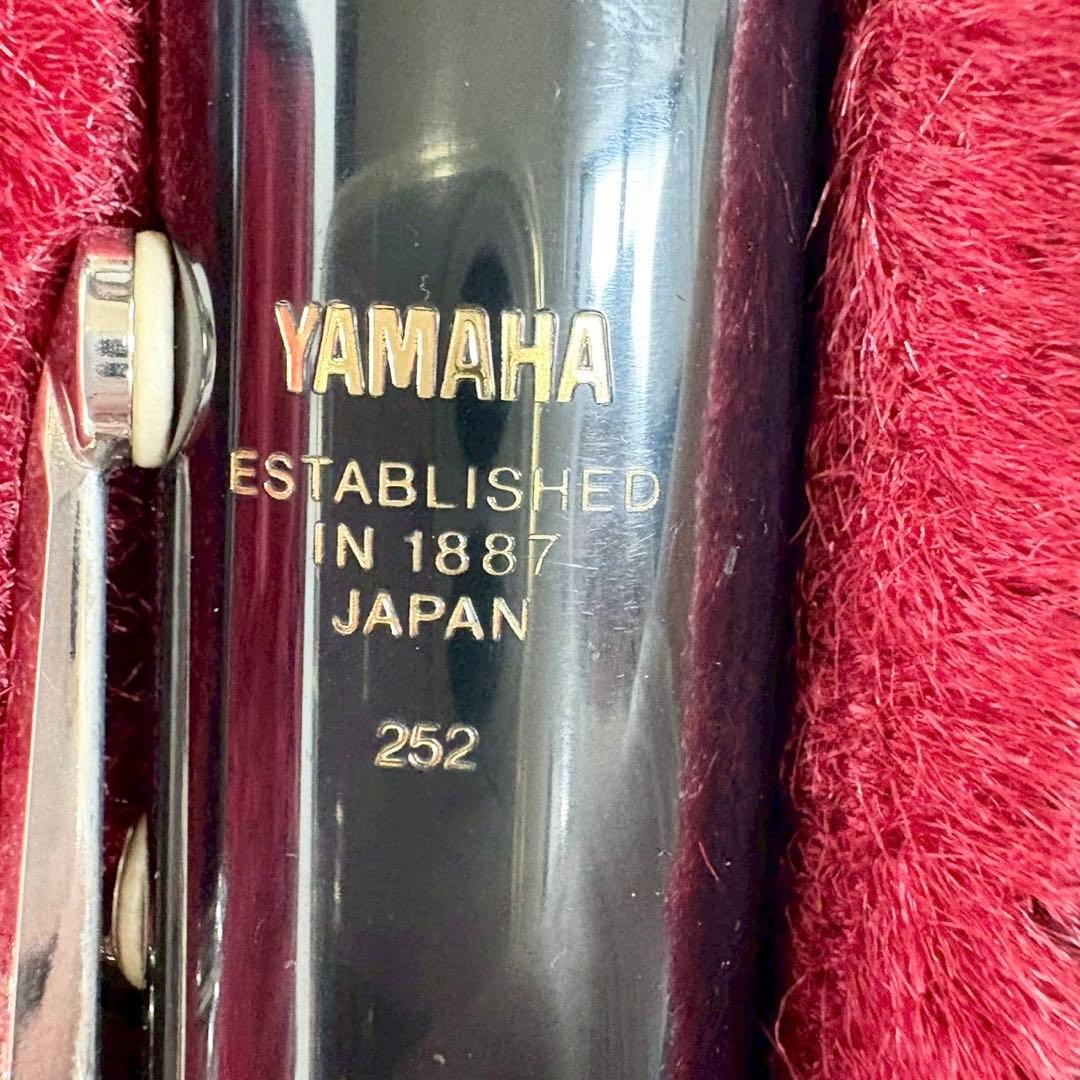 YAMAHA
ESTABLISHED
IN 1887
JAPAN
252